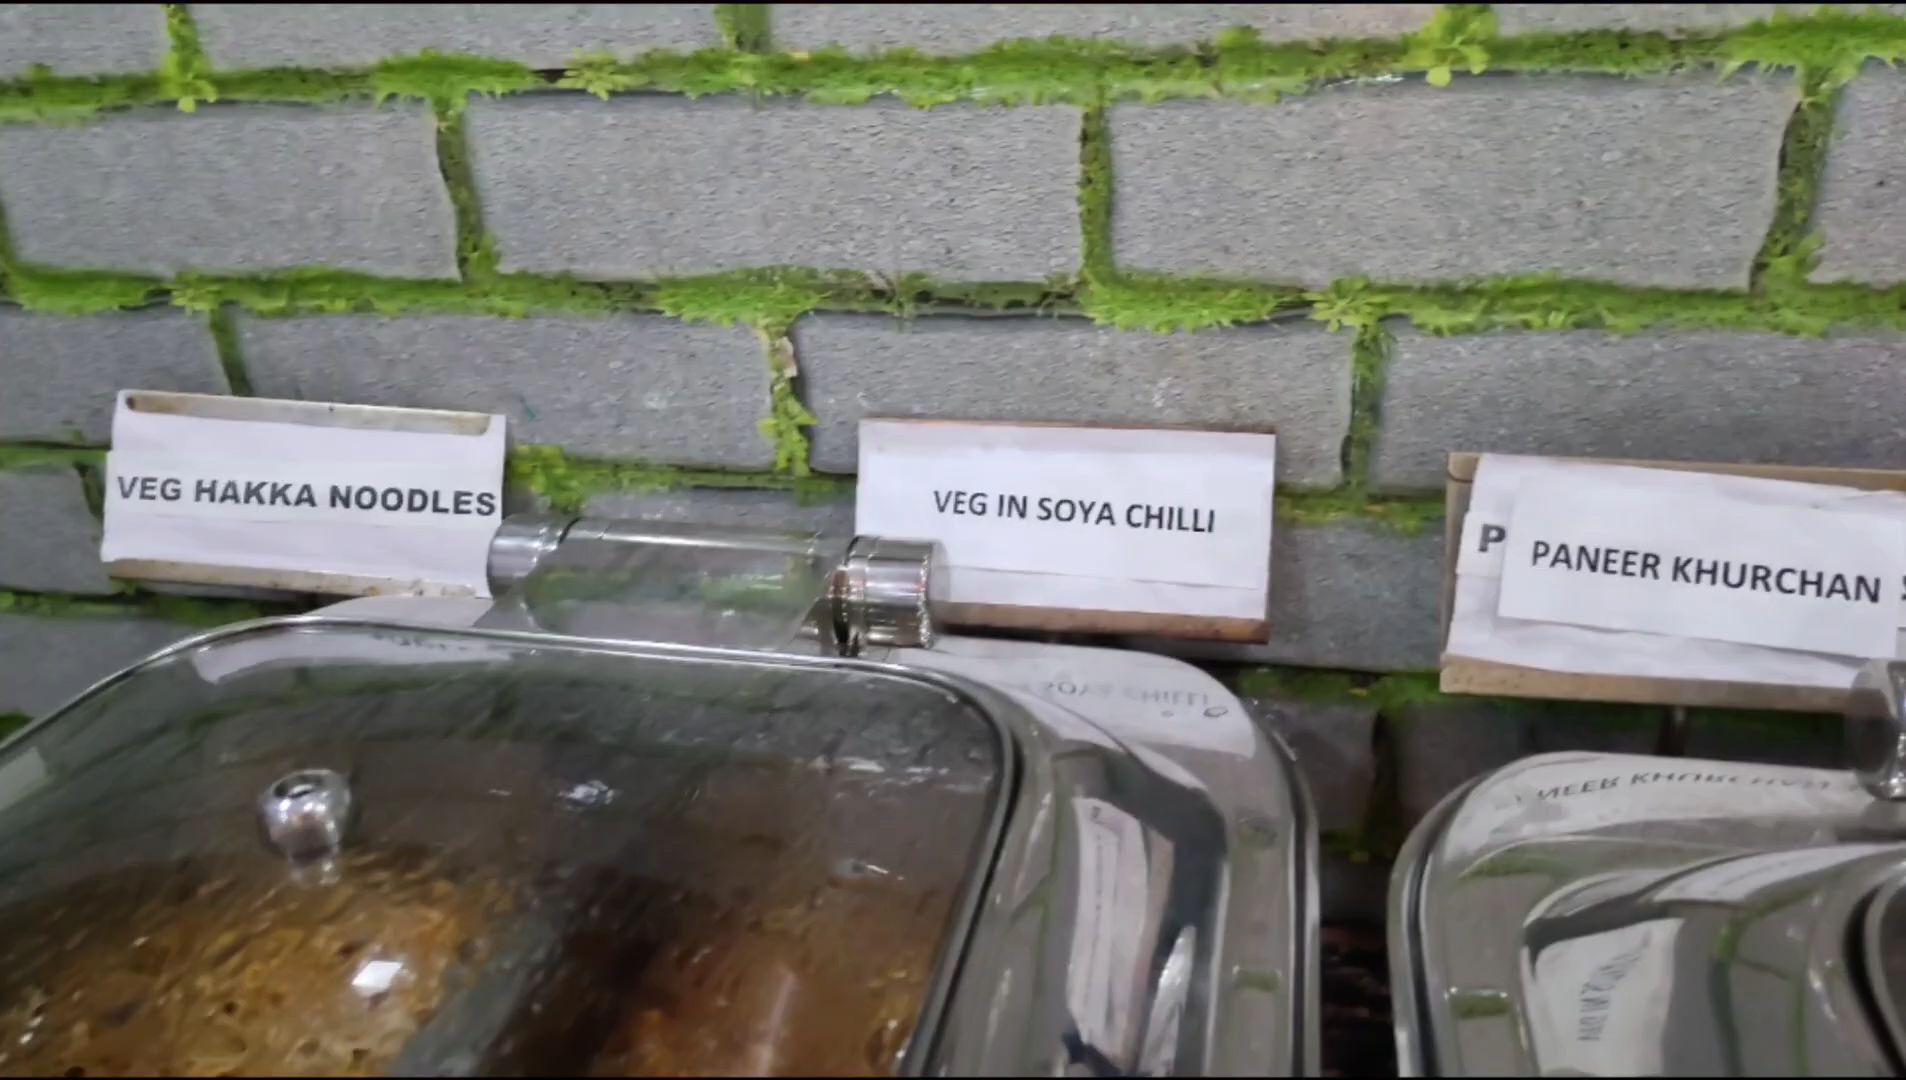 VEG HAKKA NOODLES
VEG IN SOYA CHILLI
P
PANEER KHURCHAN